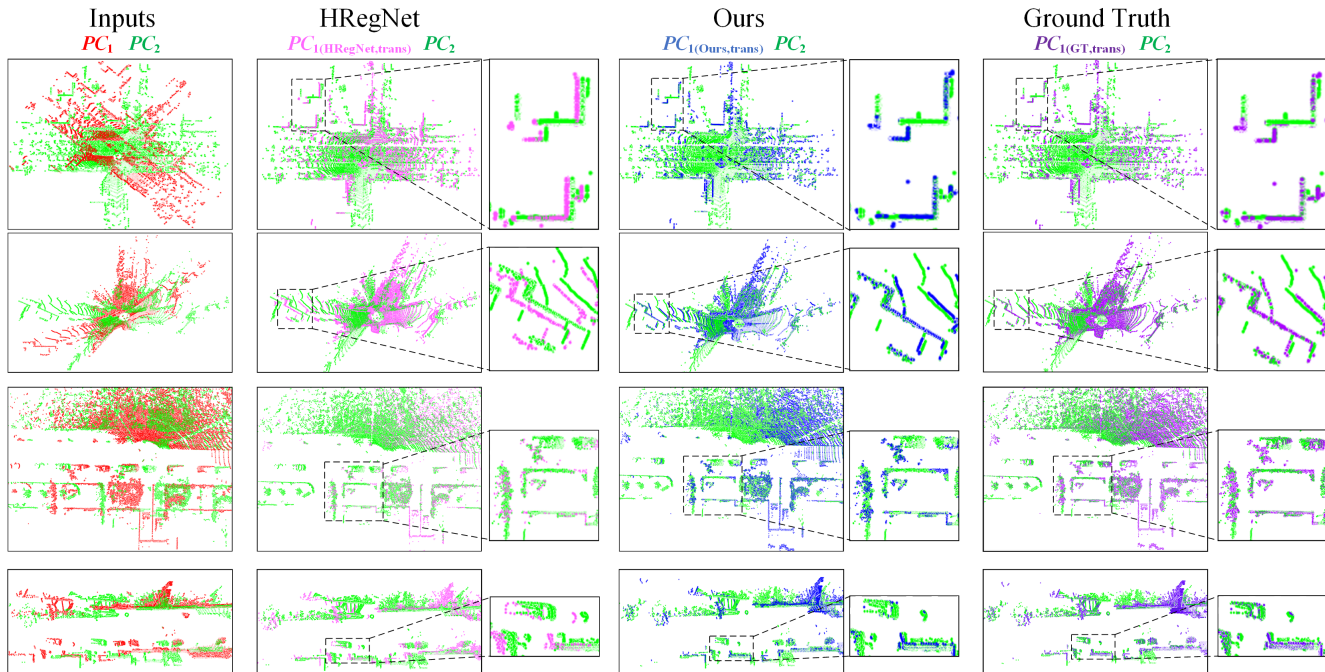 Inputs HRegNet Ours Ground Truth
PC1 PC2 PC1(HRegNet,trans) PC2 PC1(Ours,trans) PC2 PC1(GT,trans) PC2